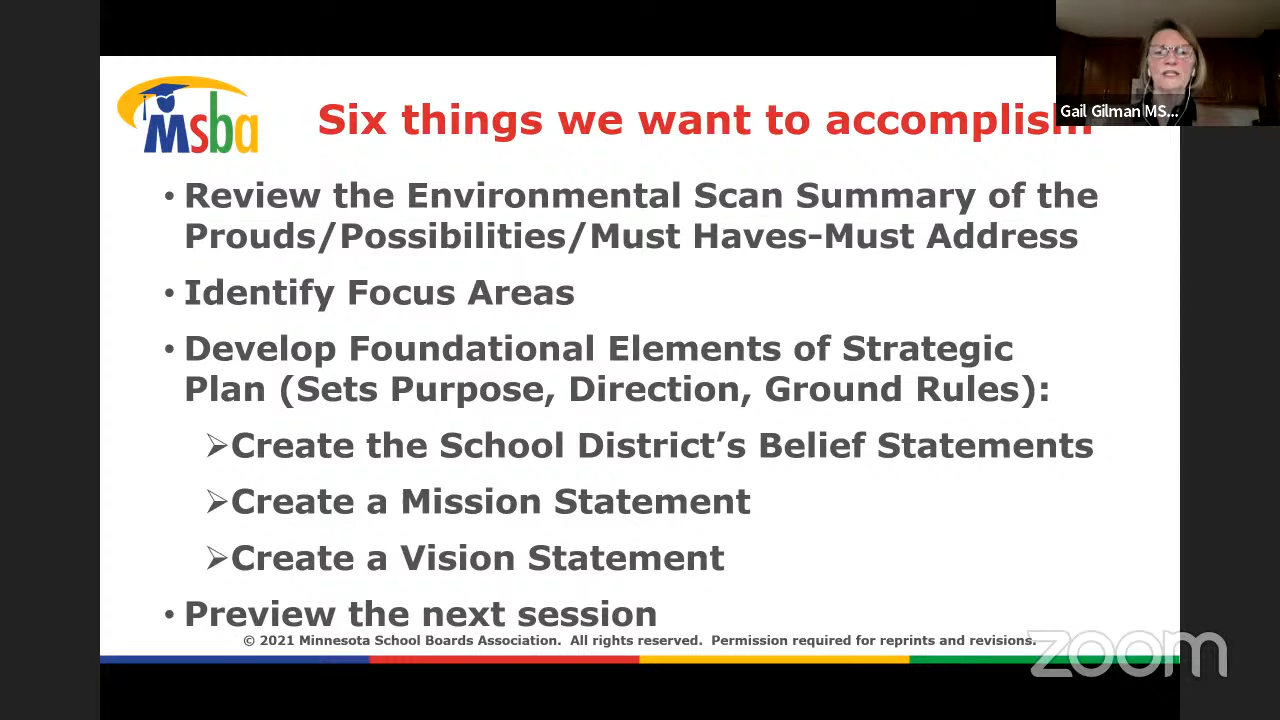 Msba
Six things we want to accomplish
Gail Gilman MS...
• Review the Environmental Scan Summary of the
Prouds/Possibilities/Must Haves-Must Address
• Identify Focus Areas
• Develop Foundational Elements of Strategic
Plan (Sets Purpose, Direction, Ground Rules):
➢Create the School District’s Belief Statements
➢Create a Mission Statement
➢Create a Vision Statement
• Preview the next session
© 2021 Minnesota School Boards Association. All rights reserved. Permission required for reprints and revisions.
zoom